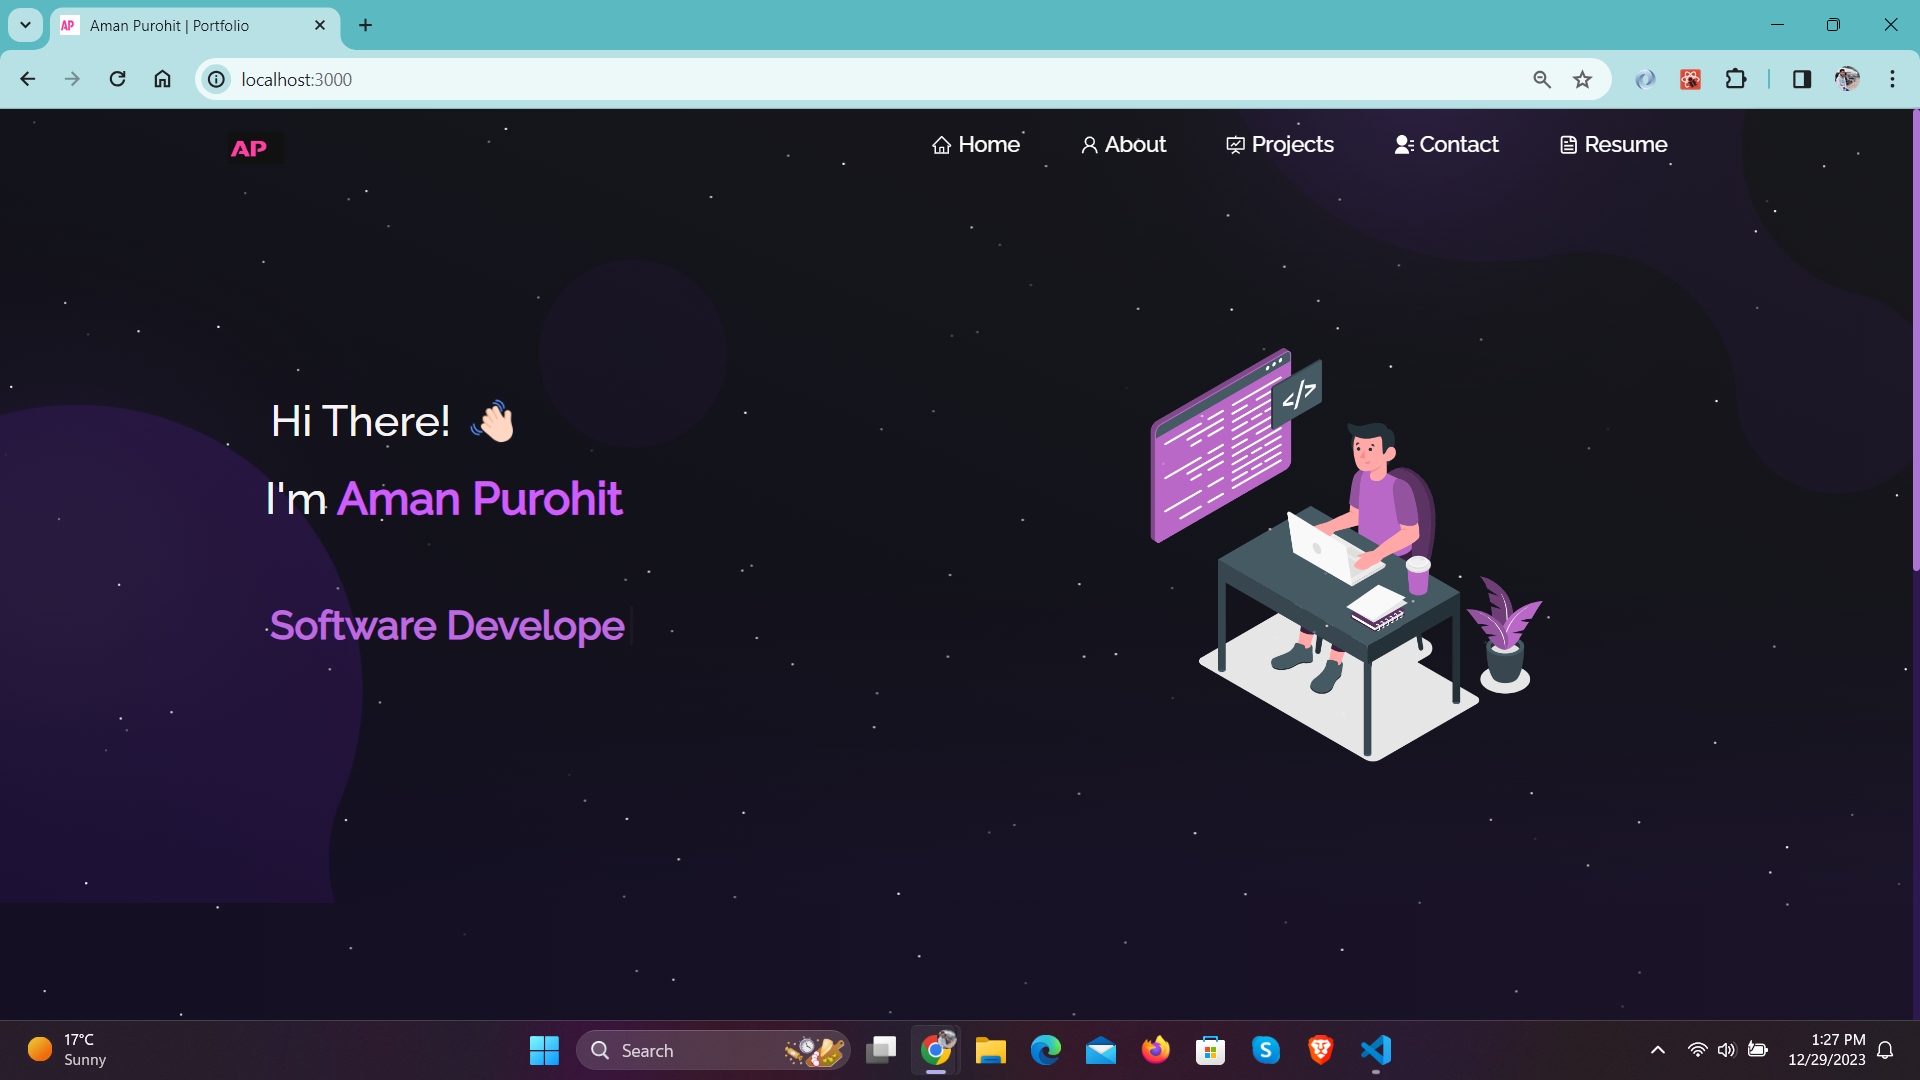 AP Aman Purohit | Portfolio
localhost:3000
AP
Home About Projects Contact Resume
Hi There!
I'm Aman Purohit
Software Develope
</>
17°C
Sunny
Search
S
1:27 PM
12/29/2023